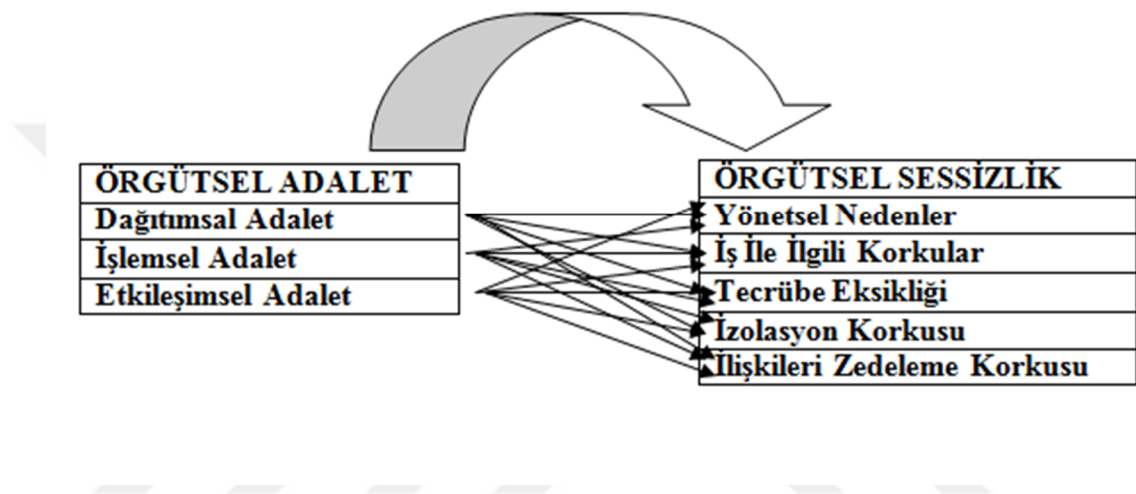 ÖRGÜTSEL ADALET
Dağıtımsal Adalet
İşlemsel Adalet
Etkileşimsel Adalet
ÖRGÜTSEL SESSİZLİK
Yönetsel Nedenler
İş İle İlgili Korkular
Tecrübe Eksikliği
İzolasyon Korkusu
İlişkileri Zedeleme Korkusu